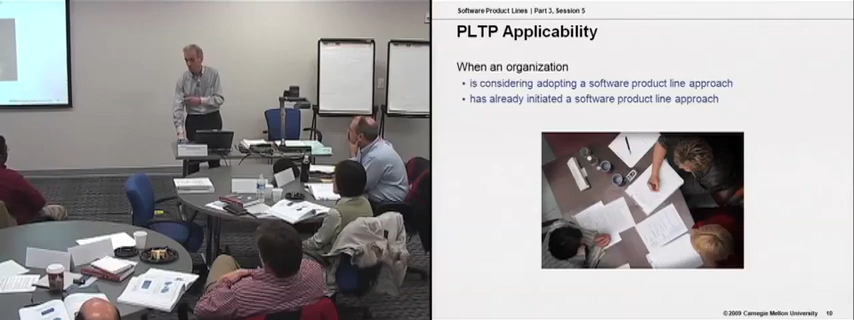 Software Product Lines | Part 3, Session 5
PLTP Applicability
When an organization
• is considering adopting a software product line approach
• has already initiated a software product line approach
© 2009 Carnegie Mellon University 10